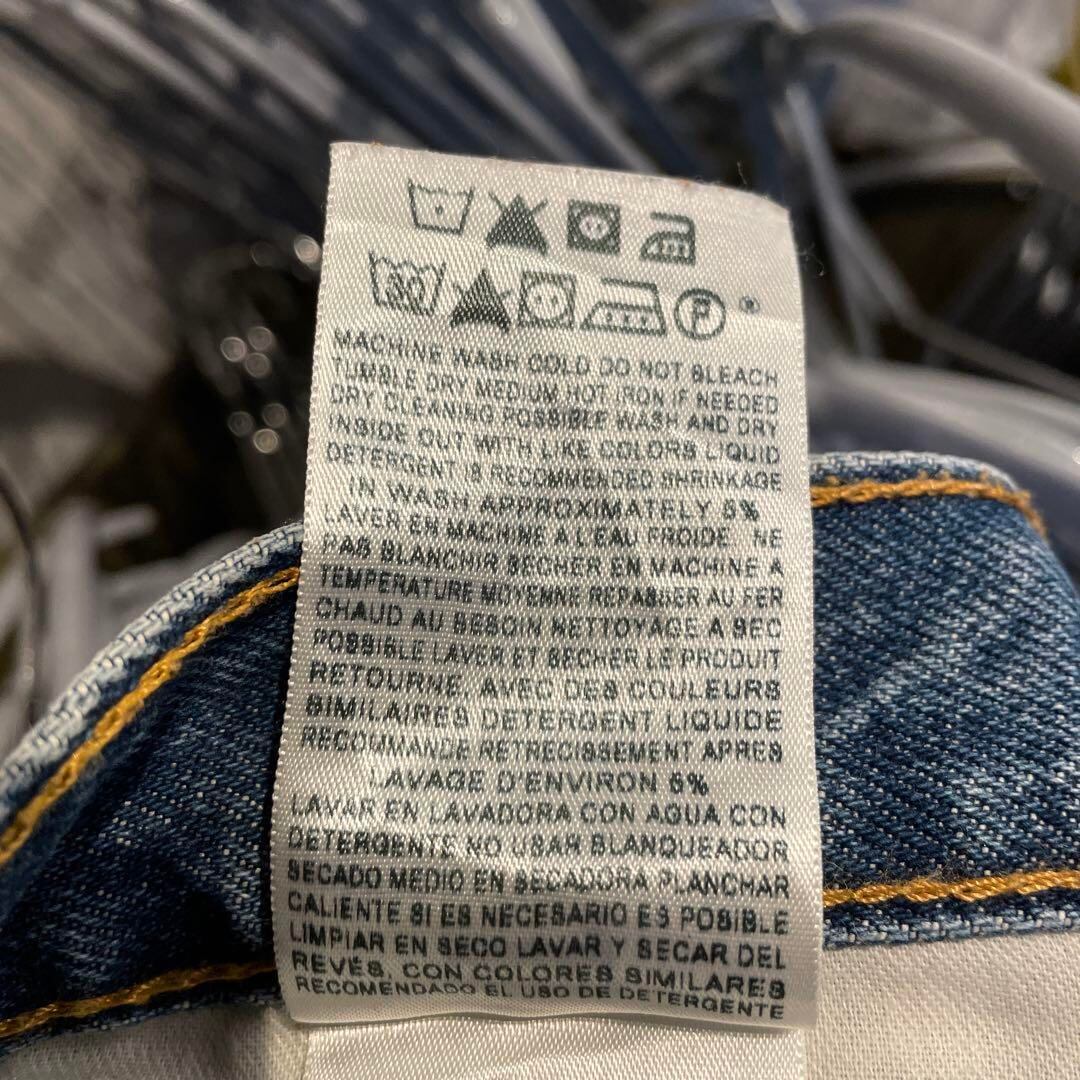 30 P ®
MACHINE WASH COLD DO NOT BLEACH
TUMBLE DRY MEDIUM HOT IRON IF NEEDED
DRY CLEANING POSSIBLE WASH AND DRY
INSIDE OUT WITH LIKE COLORS LIQUID
DETERGENT IS RECOMMENDED SHRINKAGE
IN WASH APPROXIMATELY 5%
LAVER EN MACHINE A L'EAU FROIDE NE
PAS BLANCHIR SECHER EN MACHINE A
TEMPERATURE MOYENNE REPASSER AU FER
CHAUD AU BESOIN NETTOYAGE A SEC
POSSIBLE LAVER ET SECHER LE PRODUIT
RETOURNE, AVEC DES COULEURS
SIMILAIRES DETERGENT LIQUIDE
RECOMMANDE RETRECISSEMENT APRES
LAVAGE D'ENVIRON 5%
LAVAR EN LAVADORA CON AGUA CON
DETERGENTE NO USAR BLANQUEADOR
SECADO MEDIO EN SECADORA PLANCHAR
CALIENTE SI ES NECESARIO ES POSIBLE
LIMPIAR EN SECO LAVAR Y SECAR DEL
REVÉS, CON COLORES SIMILARES
RECOMENDADO EL USO DE DETERGENTE